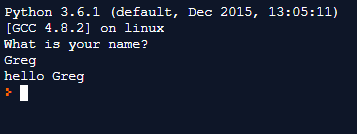 Python 3.6.1 (default, Dec 2015, 13:05:11)
[GCC 4.8.2] on linux
What is your name?
Greg
hello Greg
>